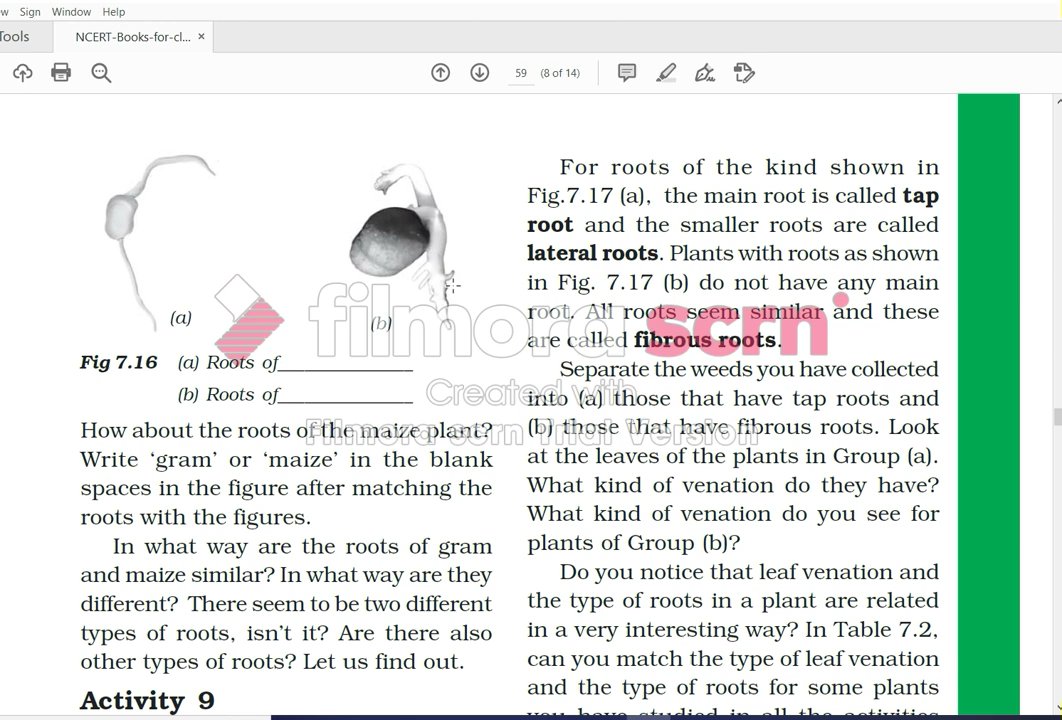 Sign Window Help
Tools
NCERT-Books-for-cl... ×
59 (8 of 14)
(a)
(b)
Fig 7.16 (a) Roots of______________
(b) Roots of______________
How about the roots of the maize plant?
Write ‘gram’ or ‘maize’ in the blank
spaces in the figure after matching the
roots with the figures.
In what way are the roots of gram
and maize similar? In what way are they
different? There seem to be two different
types of roots, isn’t it? Are there also
other types of roots? Let us find out.
Activity 9
For roots of the kind shown in
Fig.7.17 (a), the main root is called tap
root and the smaller roots are called
lateral roots. Plants with roots as shown
in Fig. 7.17 (b) do not have any main
root. All roots seem similar and these
are called fibrous roots.
Separate the weeds you have collected
into (a) those that have tap roots and
(b) those that have fibrous roots. Look
at the leaves of the plants in Group (a).
What kind of venation do they have?
What kind of venation do you see for
plants of Group (b)?
Do you notice that leaf venation and
the type of roots in a plant are related
in a very interesting way? In Table 7.2,
can you match the type of leaf venation
and the type of roots for some plants
you have studied in all the activities
filmora scrn
Created with
Filmora scrn Trial Version